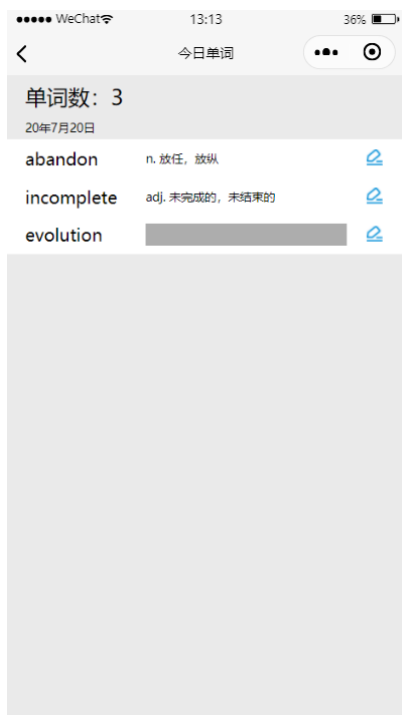 WeChat 13:13 36%
今日单词
单词数：3
20年7月20日
abandon n. 放任，放纵
incomplete adj. 未完成的，未结束的
evolution